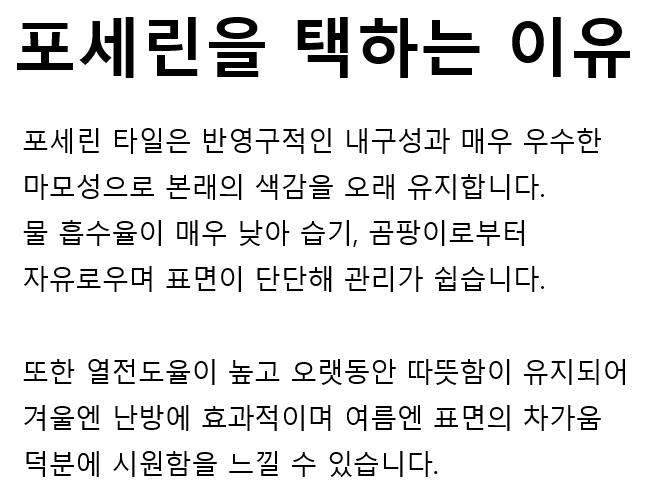 포세린을 택하는 이유
포세린 타일은 반영구적인 내구성과 매우 우수한
마모성으로 본래의 색감을 오래 유지합니다.
물 흡수율이 매우 낮아 습기, 곰팡이로부터
자유로우며 표면이 단단해 관리가 쉽습니다.
또한 열전도율이 높고 오랫동안 따뜻함이 유지되어
겨울엔 난방에 효과적이며 여름엔 표면의 차가움
덕분에 시원함을 느낄 수 있습니다.